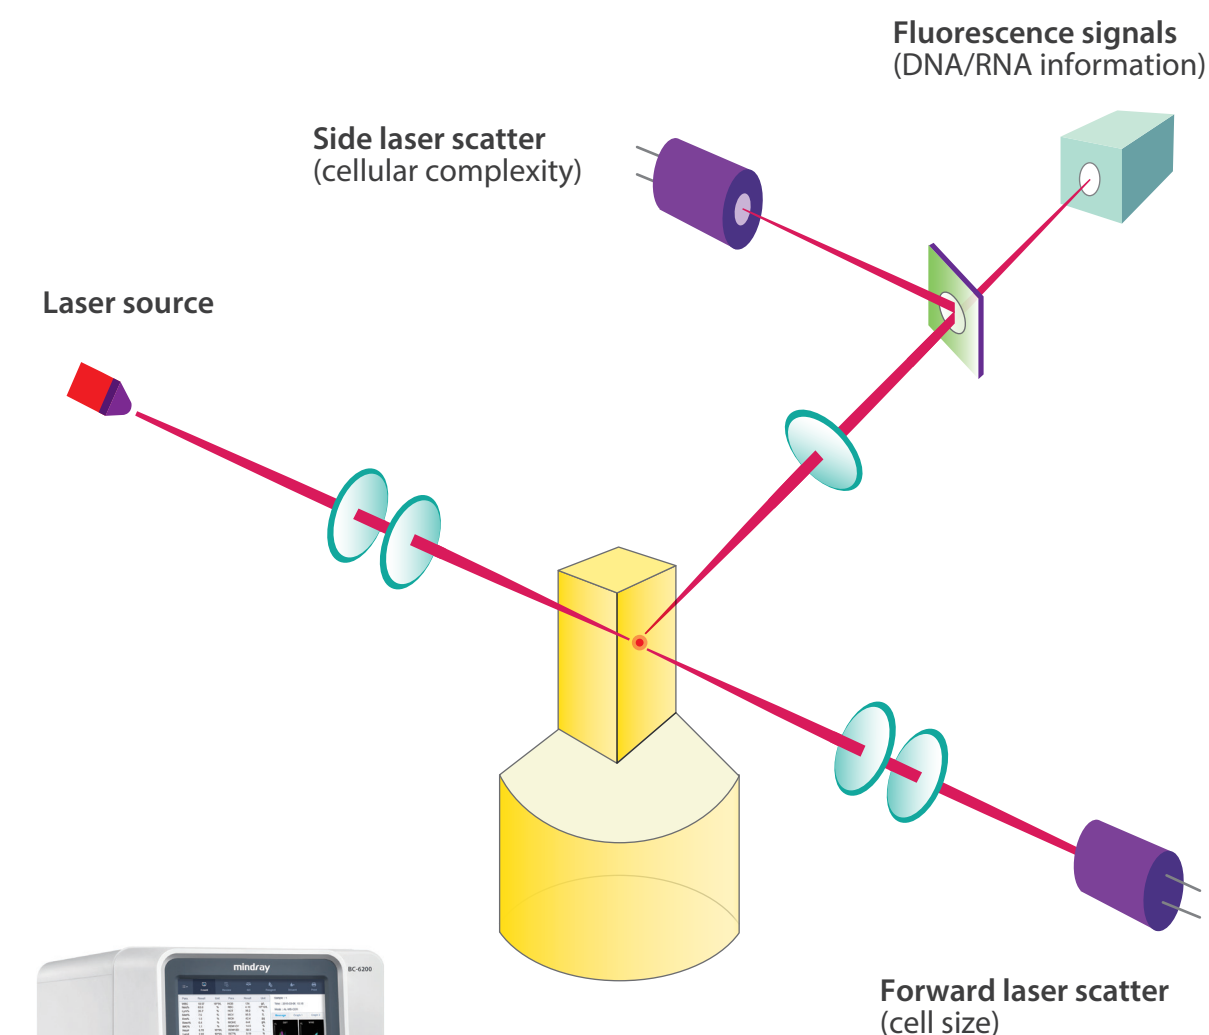 Fluorescence signals
(DNA/RNA information)
Side laser scatter
(cellular complexity)
Laser source
mindray
BC-6200
Forward laser scatter
(cell size)